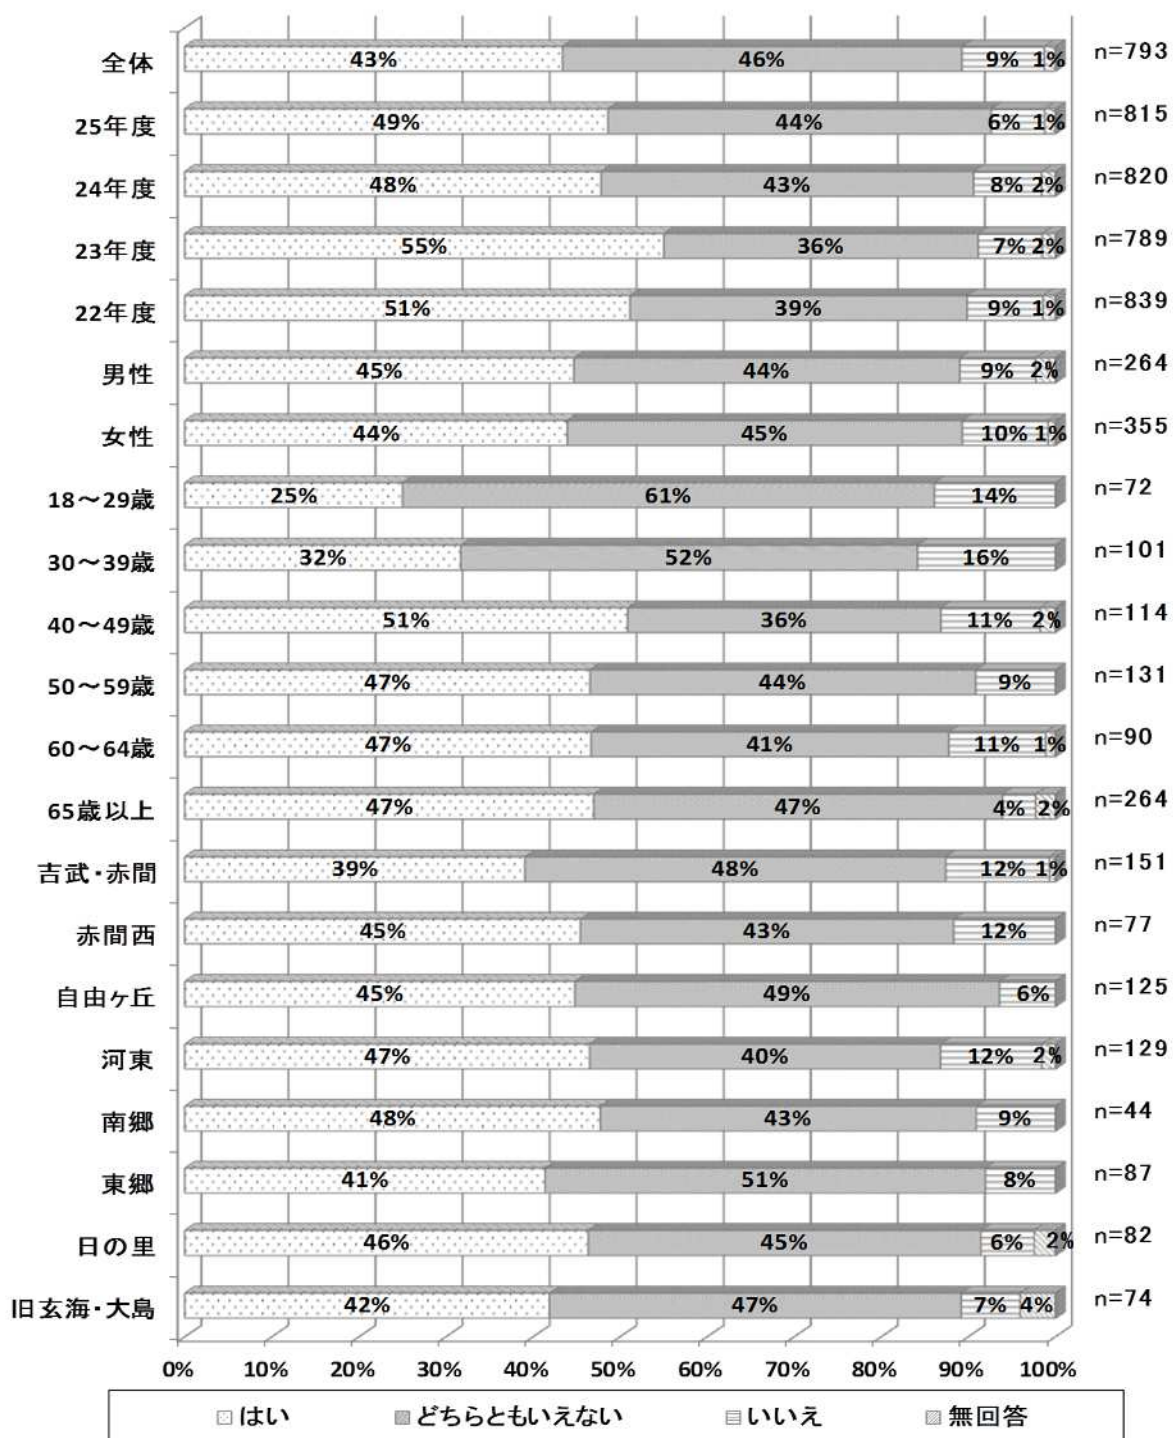 全体 43% 46% 9% 1% n=793
25年度 49% 44% 6% 1% n=815
24年度 48% 43% 8% 2% n=820
23年度 55% 36% 7% 2% n=789
22年度 51% 39% 9% 1% n=839
男性 45% 44% 9% 2% n=264
女性 44% 45% 10% 1% n=355
18～29歳 25% 61% 14% n=72
30～39歳 32% 52% 16% n=101
40～49歳 51% 36% 11% 2% n=114
50～59歳 47% 44% 9% n=131
60～64歳 47% 41% 11% 1% n=90
65歳以上 47% 47% 4% 2% n=264
吉武・赤間 39% 48% 12% 1% n=151
赤間西 45% 43% 12% n=77
自由ヶ丘 45% 49% 6% n=125
河東 47% 40% 12% 2% n=129
南郷 48% 43% 9% n=44
東郷 41% 51% 8% n=87
日の里 46% 45% 6% 2% n=82
旧玄海・大島 42% 47% 7% 4% n=74
0% 10% 20% 30% 40% 50% 60% 70% 80% 90% 100%
はい どちらともいえない いいえ 無回答